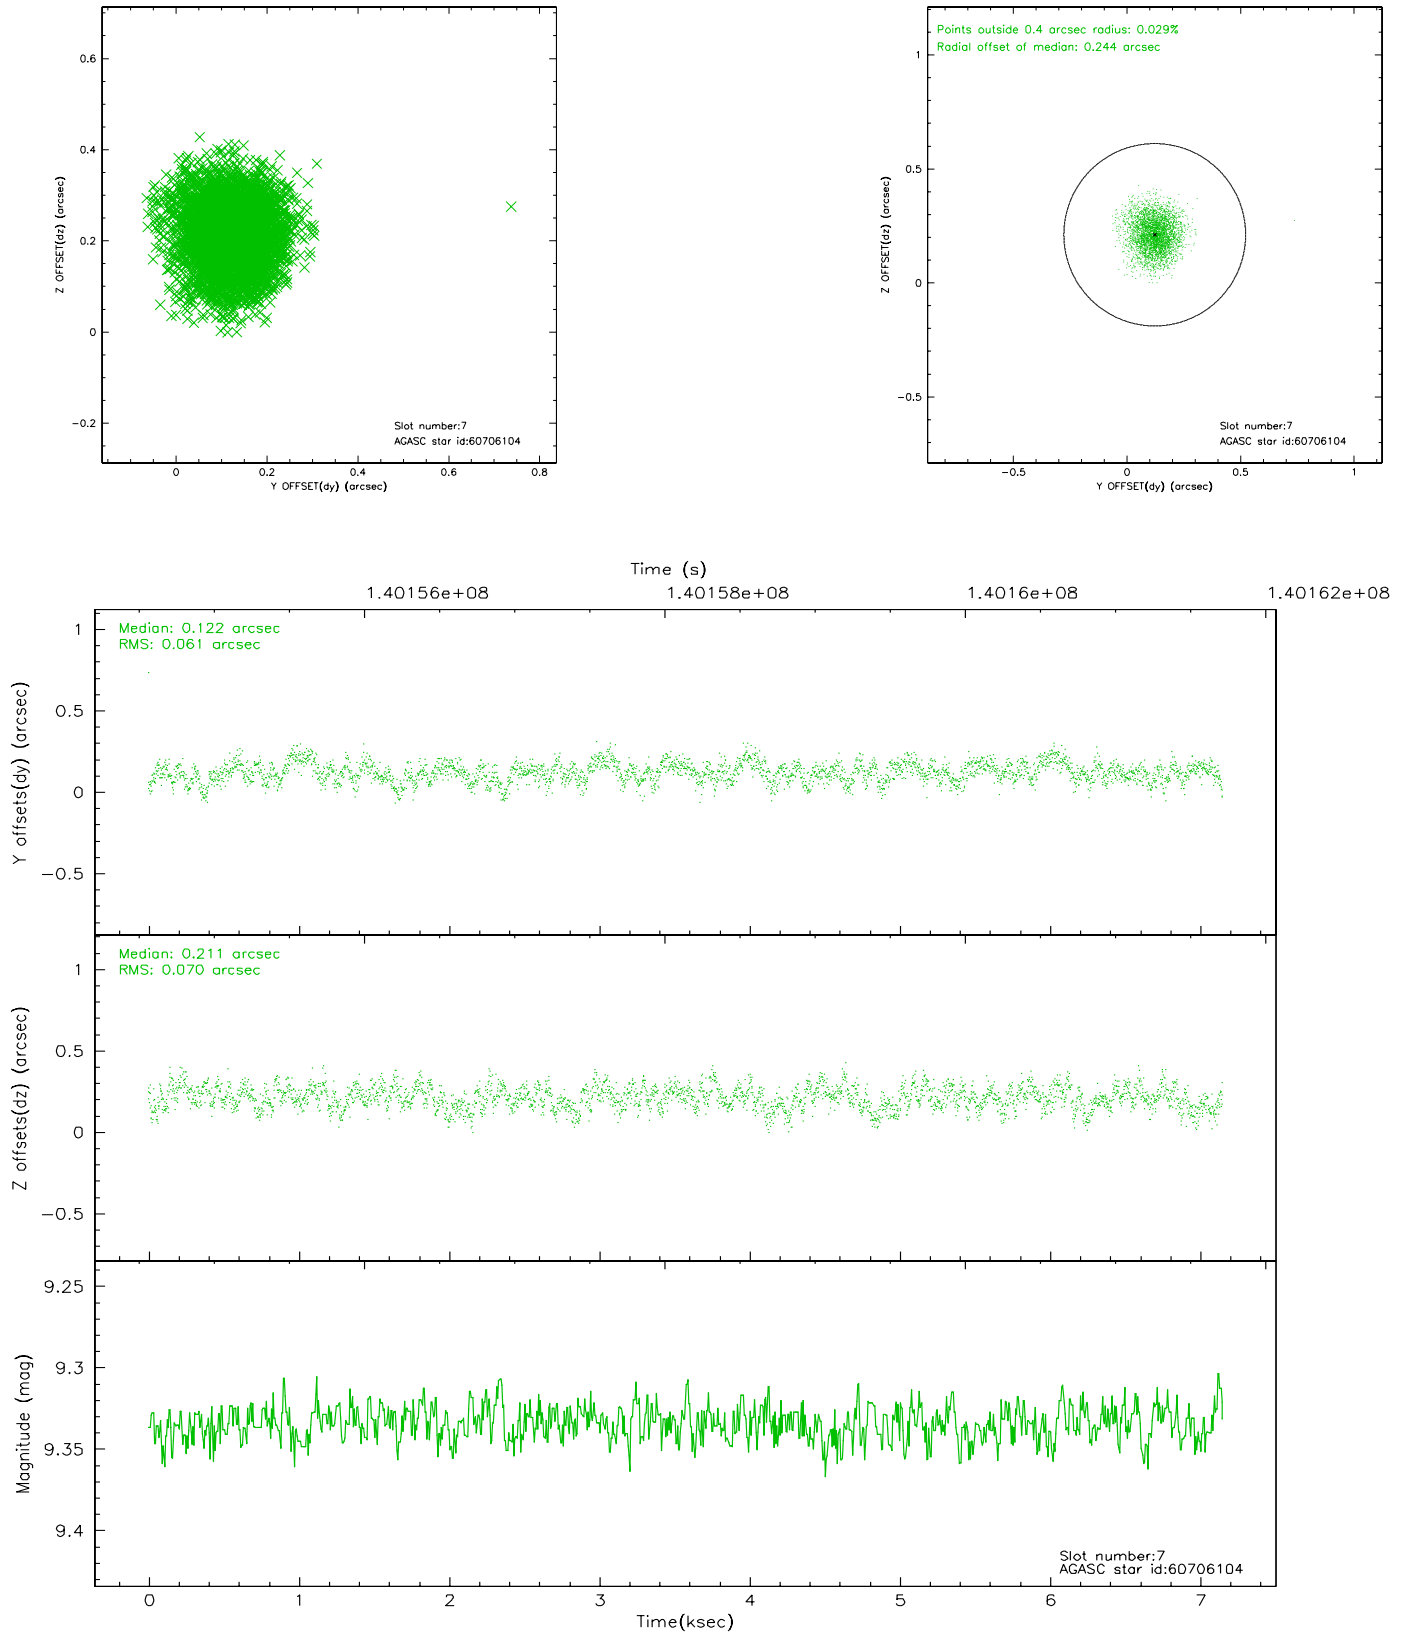 0.6
0.4
0.2
0
−0.2
Z OFFSET(dz) (arcsec)
Slot number:7
AGASC star id:60706104
0 0.2 0.4 0.6 0.8
Y OFFSET(dy) (arcsec)
Points outside 0.4 arcsec radius: 0.029%
Radial offset of median: 0.244 arcsec
1
0.5
0
−0.5
Z OFFSET(dz) (arcsec)
Slot number:7
AGASC star id:60706104
−0.5 0 0.5 1
Y OFFSET(dy) (arcsec)
Time (s)
1.40156e+08 1.40158e+08 1.4016e+08 1.40162e+08
Median: 0.122 arcsec
RMS: 0.061 arcsec
1
0.5
0
−0.5
Y offsets(dy) (arcsec)
Median: 0.211 arcsec
RMS: 0.070 arcsec
1
0.5
0
−0.5
Z offsets(dz) (arcsec)
9.25
9.3
9.35
9.4
Magnitude (mag)
Slot number:7
AGASC star id:60706104
0 1 2 3 4 5 6 7
Time(ksec)